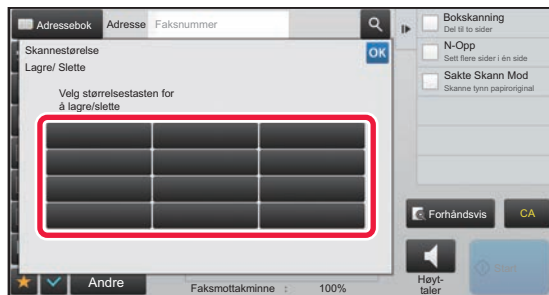 Adressebok
Adresse
Faksnummer
Skannestørelse
Lagre/ Slette
OK
Velg størrelsestasten for
å lagre/slette
Bokskanning
Del til to sider
N-Opp
Sett flere sider i én side
Sakte Skann Mod
Skanne tynn papiroriginal
Forhåndsvis
CA
Høyt-
taler
Start
Andre
Faksmottakminne : 100%